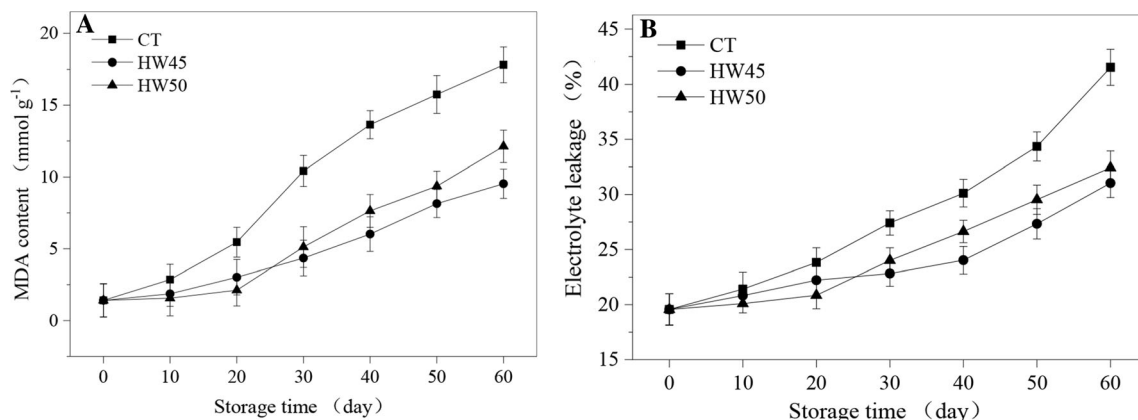 A
CT
HW45
HW50
20
15
10
5
0
MDA content（mmol g⁻¹）
0 10 20 30 40 50 60
Storage time （day）
B
CT
HW45
HW50
45
40
35
30
25
20
15
Electrolyte leakage（%）
0 10 20 30 40 50 60
Storage time （day）